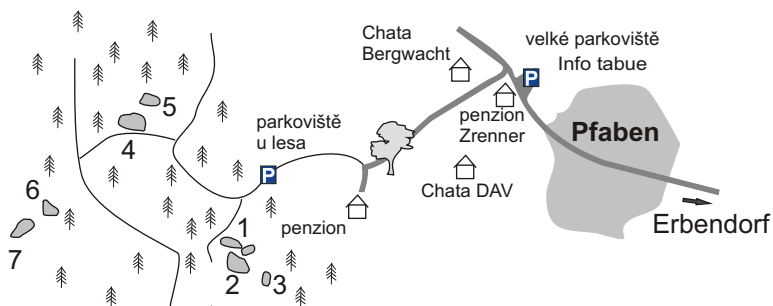 Chata
Bergwacht
velké parkoviště
Info tabue
P
penzion
Zrenner
Pfaben
Chata DAV
Erbendorf
parkoviště
u lesa
P
penzion
5
4
6
7
1
2
3